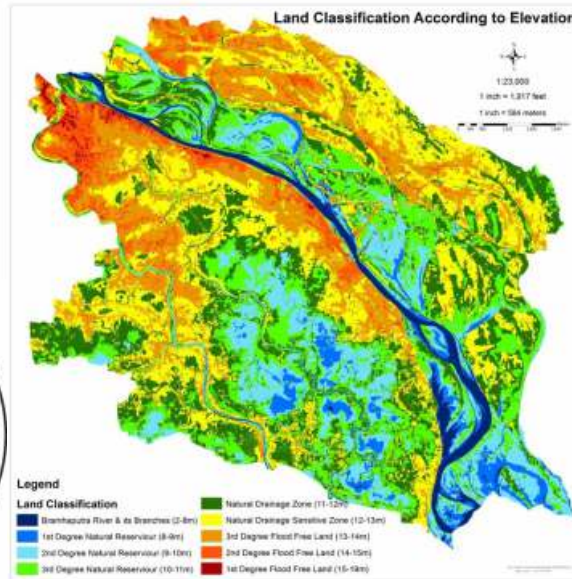 Land Classification According to Elevation
1:23,000
1 inch = 1,917 feet
1 inch = 584 meters
Legend
Land Classification
Bramhaputra River & its Branches (2-8m)
1st Degree Natural Reserviour (8-9m)
2nd Degree Natural Reserviour (9-10m)
3rd Degree Natural Reserviour (10-11m)
Natural Drainage Zone (11-12m)
Natural Drainage Sensitive Zone (12-13m)
3rd Degree Flood Free Land (13-14m)
2nd Degree Flood Free Land (14-15m)
1st Degree Flood Free Land (15-19m)